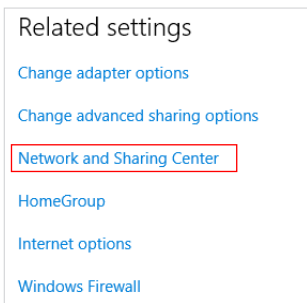 Related settings
Change adapter options
Change advanced sharing options
Network and Sharing Center
HomeGroup
Internet options
Windows Firewall